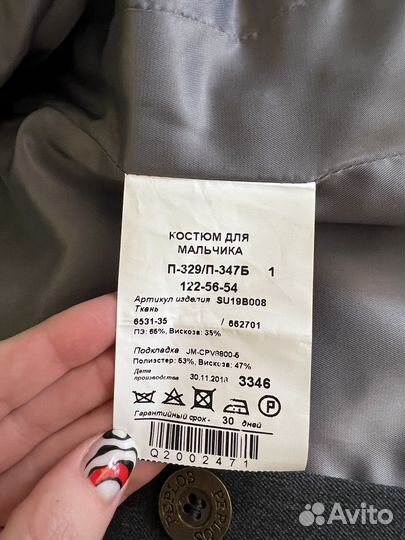 КОСТЮМ ДЛЯ
МАЛЬЧИКА
П-329/П-347Б 1
122-56-54
Артикул изделия SU19B008
Ткань
6531-35 / 662701
ПЭ: 65%, Вискоза: 35%
Подкладка JM-CPV8800-6
Полиэстер: 53%, Вискоза: 47%
Дата
производства 30.11.2018 3346
Гарантийный срок - 30 дней
Q2002471
PEPLOS
Avito